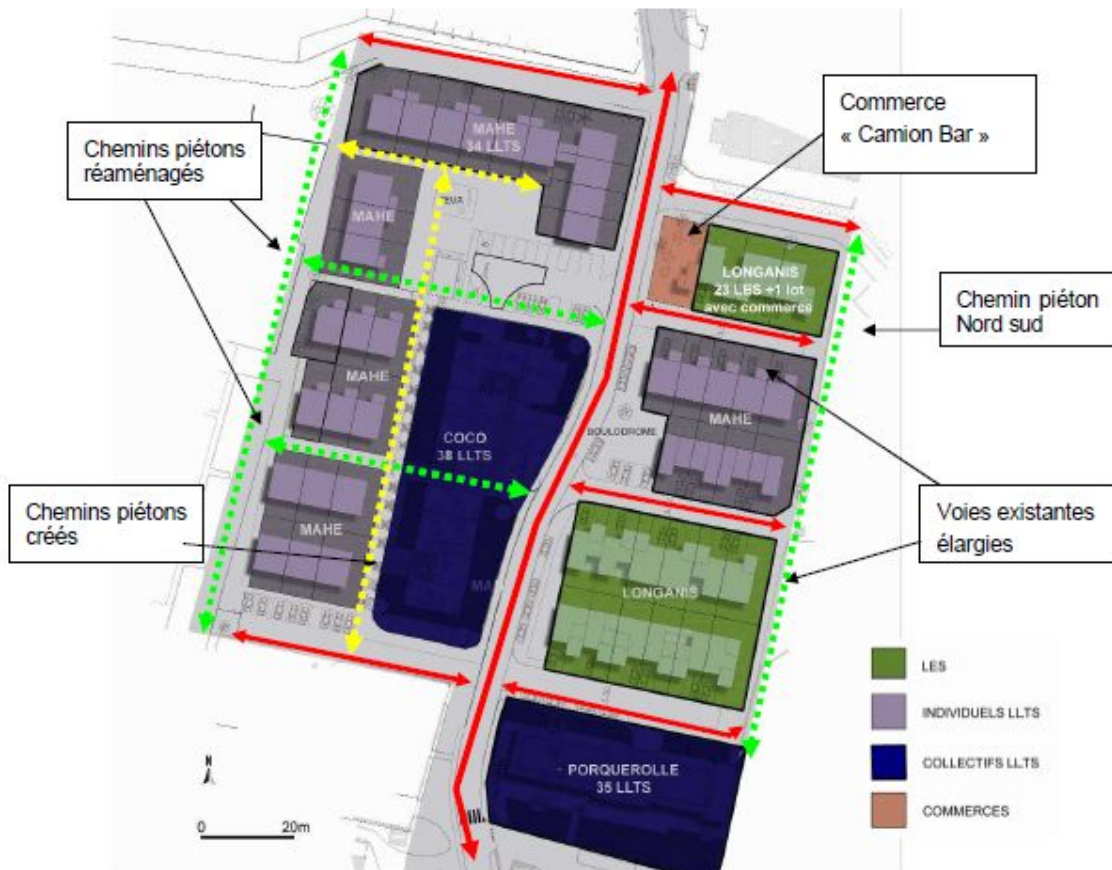 Chemins piétons
réaménagés
Commerce
« Camion Bar »
MAHE
34 LLTS
MAHE
LONGANIS
23 LBS +1 lot
avec commerce
Chemin piéton
Nord sud
MAHE
MAHE
BOULODROME
COCO
38 LLTS
Chemins piétons
créés
MAHE
Voies existantes
élargies
LONGANIS
LES
INDIVIDUELS LLTS
COLLECTIFS LLTS
COMMERCES
PORQUEROLLE
35 LLTS
N
0 20m